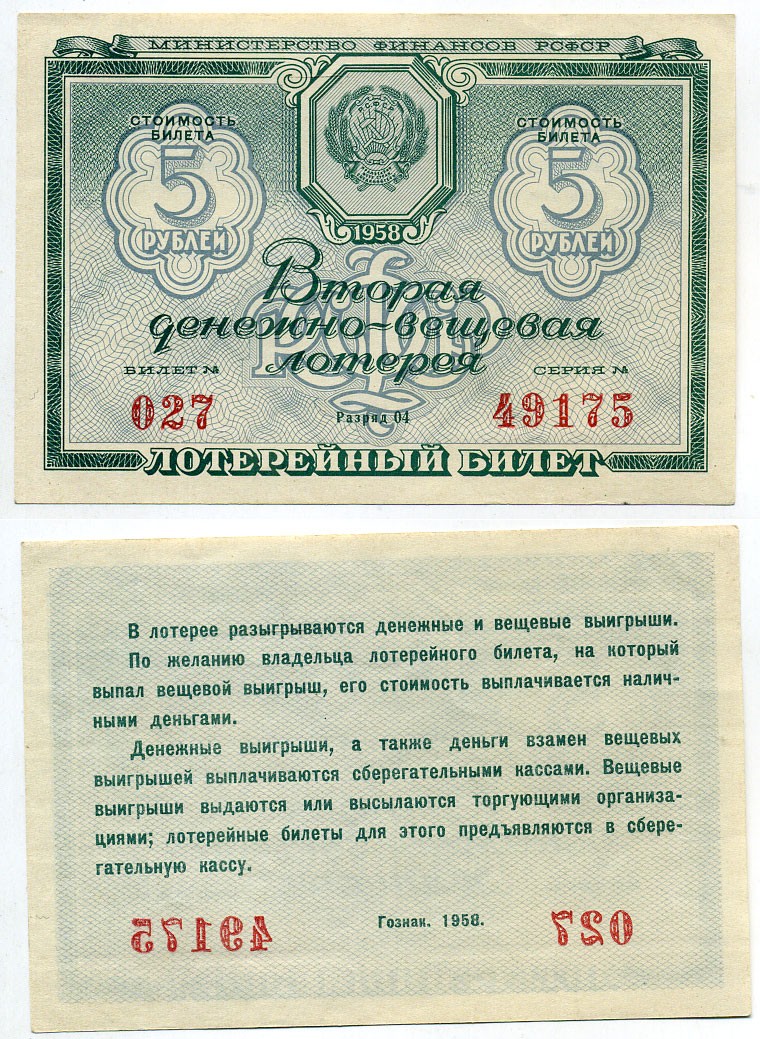 МИНИСТЕРСТВО ФИНАНСОВ РСФСР
РСФСР
СТОИМОСТЬ
БИЛЕТА
5
РУБЛЕЙ
СТОИМОСТЬ
БИЛЕТА
5
РУБЛЕЙ
1958
Вторая
денежно-вещевая
лотерея
БИЛЕТ №
СЕРИЯ №
027
Разряд 04
49175
ЛОТЕРЕЙНЫЙ БИЛЕТ
В лотерее разыгрываются денежные и вещевые выигрыши.
По желанию владельца лотерейного билета, на который
выпал вещевой выигрыш, его стоимость выплачивается налич-
ными деньгами.
Денежные выигрыши, а также деньги взамен вещевых
выигрышей выплачиваются сберегательными кассами. Вещевые
выигрыши выдаются или высылаются торгующими организа-
циями; лотерейные билеты для этого предъявляются в сбере-
гательную кассу.
49175
Гознак. 1958.
027